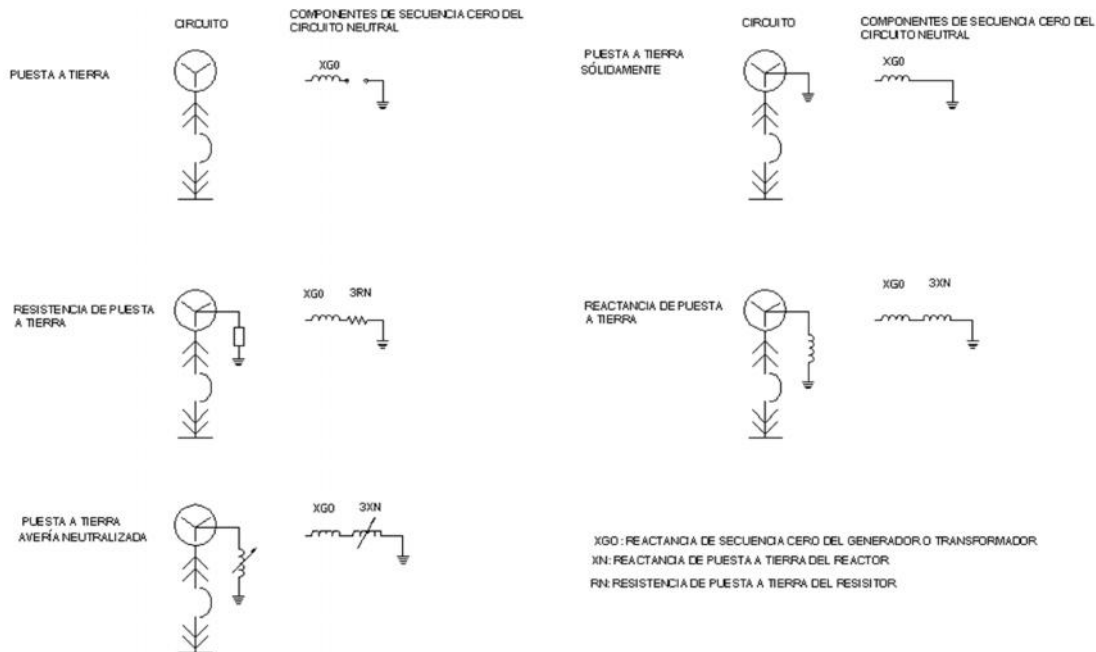 CIRCUITO
COMPONENTES DE SECUENCIA CERO DEL
CIRCUITO NEUTRAL
PUESTA A TIERRA
XG0
CIRCUITO
COMPONENTES DE SECUENCIA CERO DEL
CIRCUITO NEUTRAL
PUESTA A TIERRA
SÓLIDAMENTE
XG0
RESISTENCIA DE PUESTA
A TIERRA
XG0 3RN
REACTANCIA DE PUESTA
A TIERRA
XG0 3XN
PUESTA A TIERRA
AVERÍA NEUTRALIZADA
XG0 3XN
XGO: REACTANCIA DE SECUENCIA CERO DEL GENERADOR O TRANSFORMADOR
XN: REACTANCIA DE PUESTA A TIERRA DEL REACTOR
RN: RESISTENCIA DE PUESTA A TIERRA DEL RESISITOR